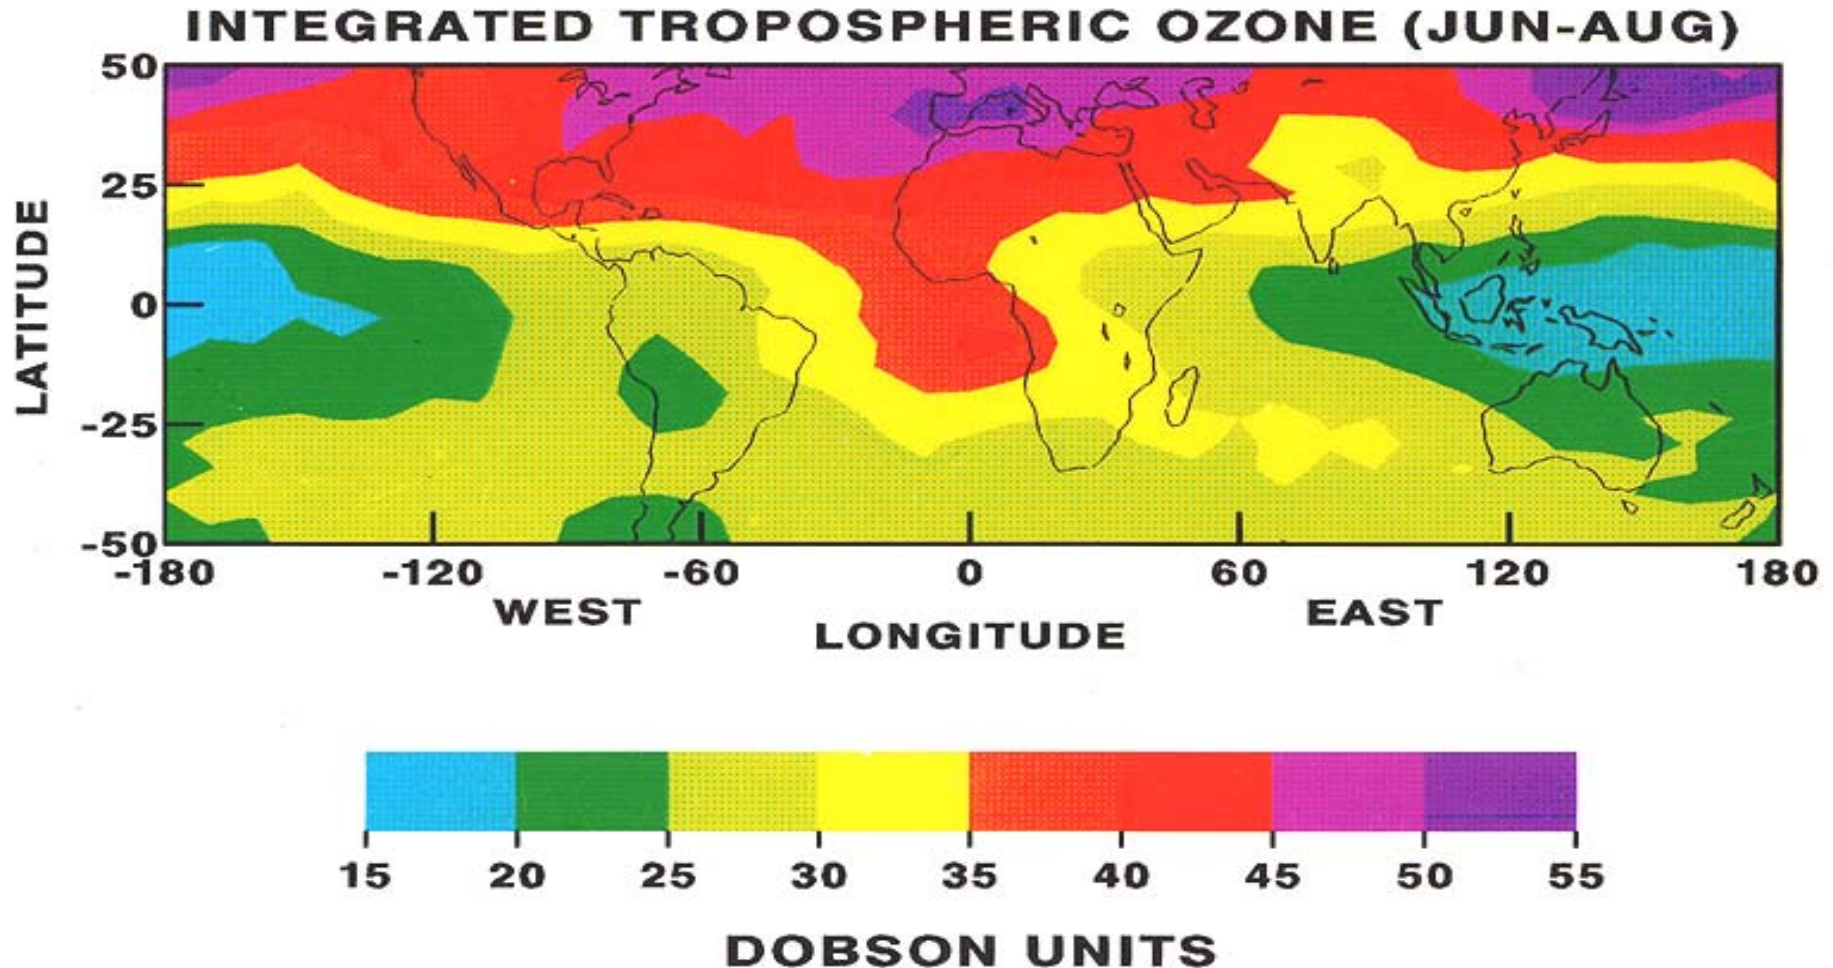 INTEGRATED TROPOSPHERIC OZONE (JUN-AUG)
50
25
0
-25
-50
LATITUDE
-180 -120 -60 0 60 120 180
WEST EAST
LONGITUDE
15 20 25 30 35 40 45 50 55
DOBSON UNITS